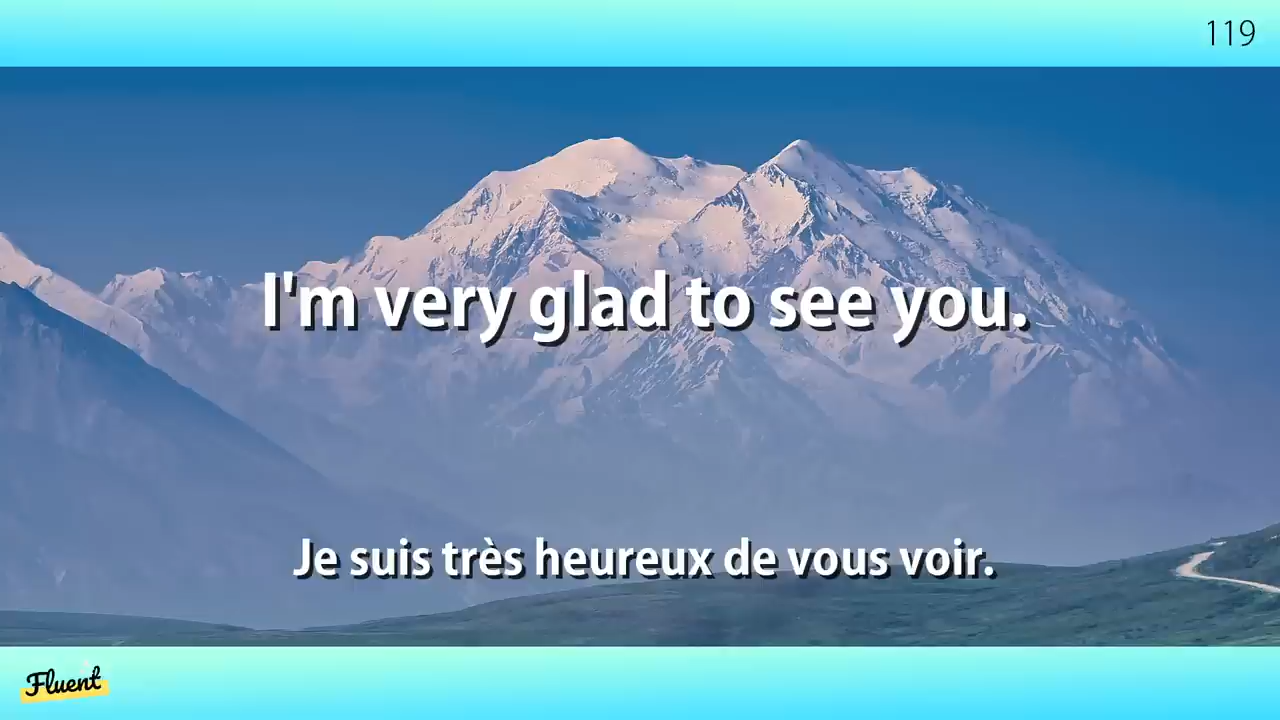 119
I'm very glad to see you.
Je suis très heureux de vous voir.
Fluent